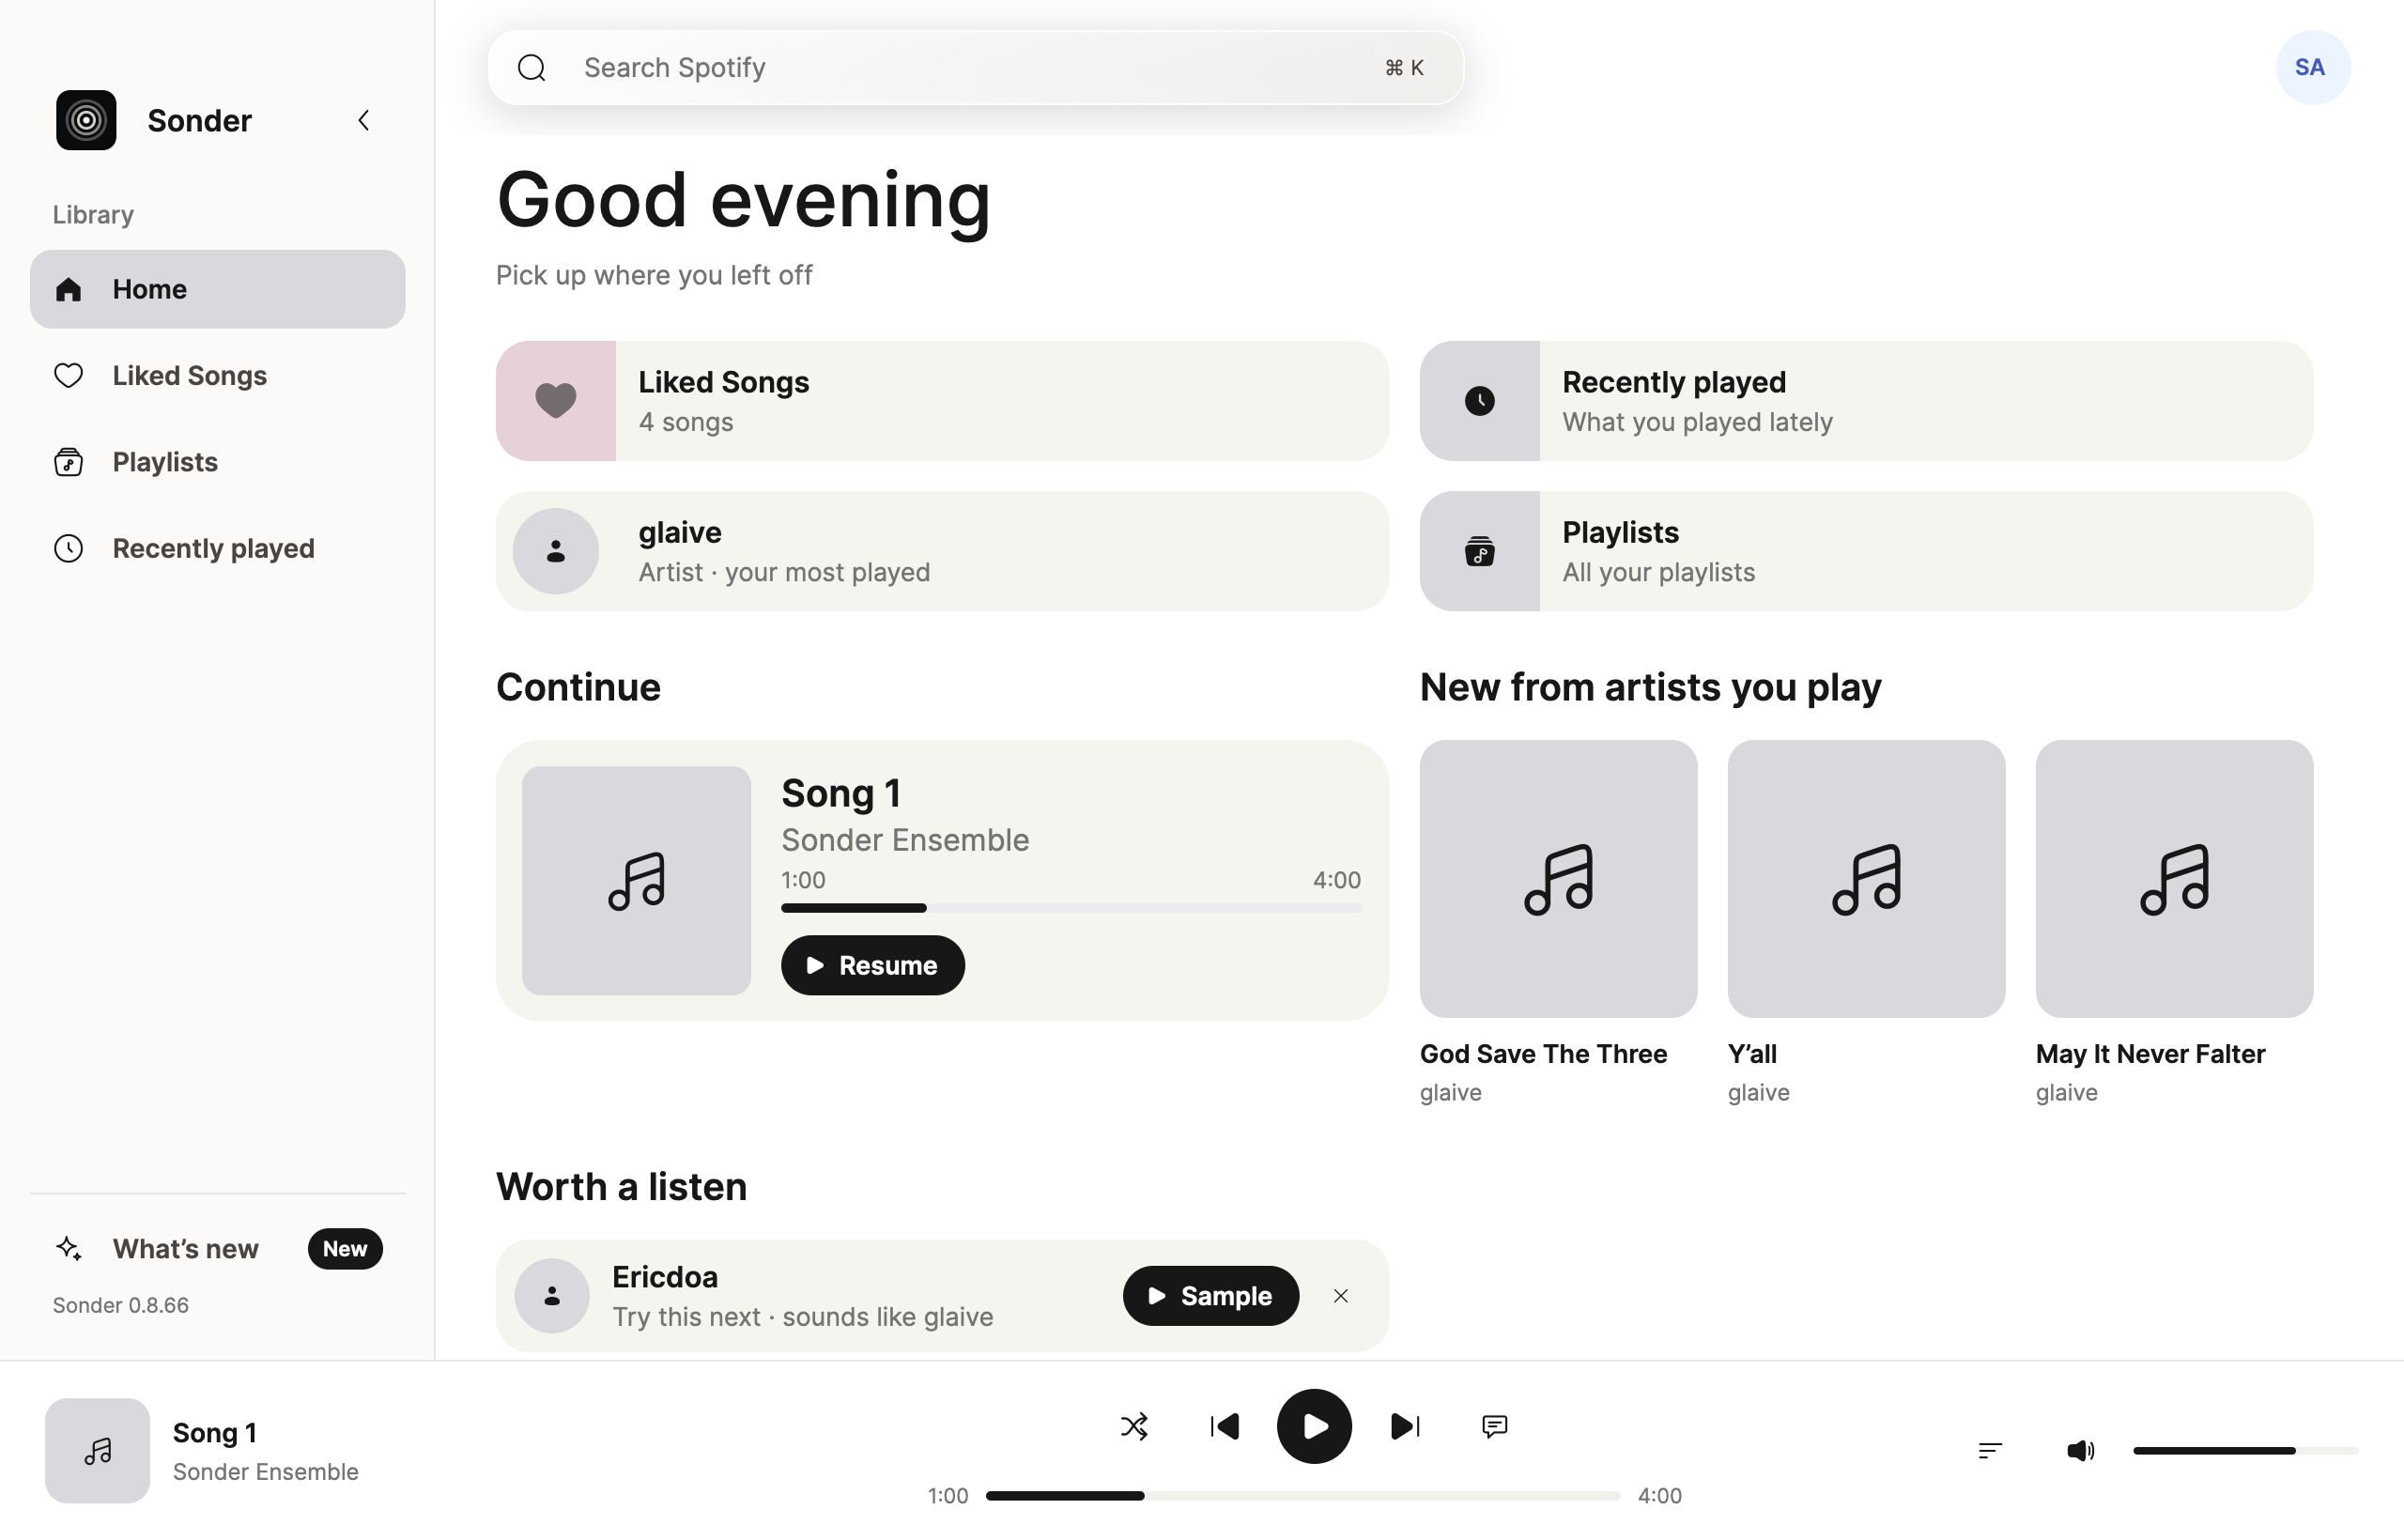 Sonder
Library
Home
Liked Songs
Playlists
Recently played
What’s new
New
Sonder 0.8.66
Search Spotify
⌘ K
SA
Good evening
Pick up where you left off
Liked Songs
4 songs
Recently played
What you played lately
glaive
Artist · your most played
Playlists
All your playlists
Continue
Song 1
Sonder Ensemble
1:00
4:00
Resume
New from artists you play
God Save The Three
glaive
Y’all
glaive
May It Never Falter
glaive
Worth a listen
Ericdoa
Try this next · sounds like glaive
Sample
Song 1
Sonder Ensemble
1:00
4:00